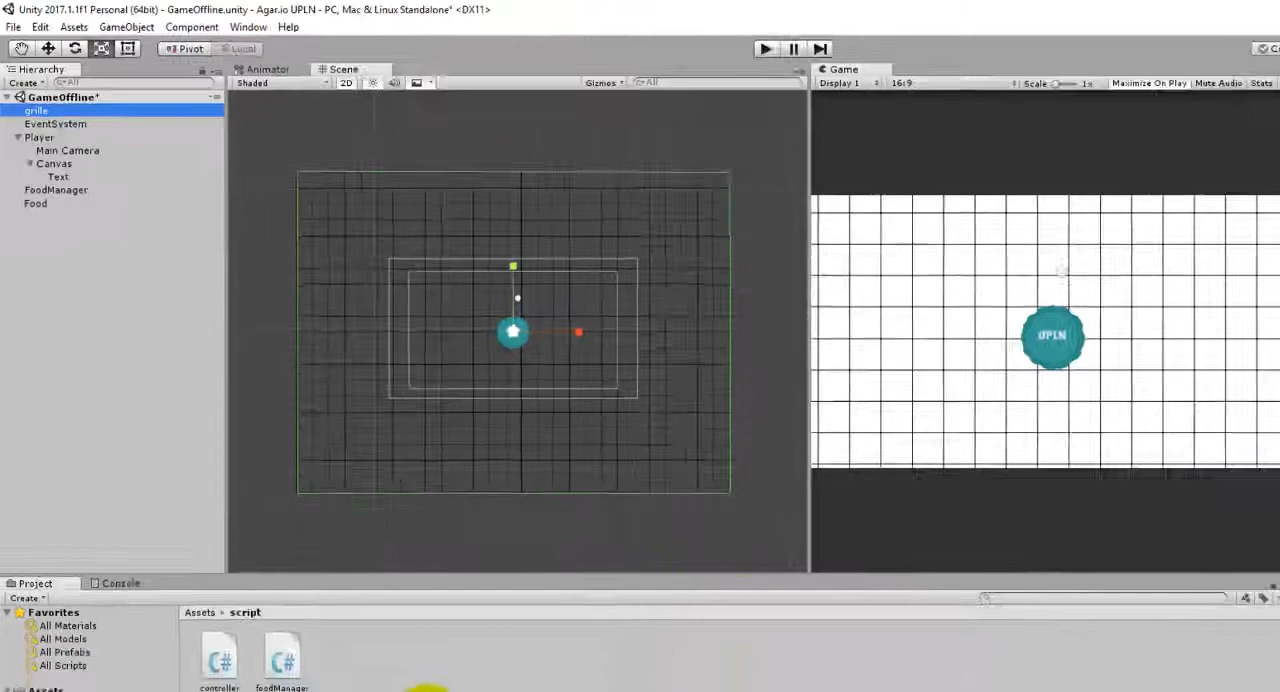 Unity 2017.1.1f1 Personal (64bit) - GameOffline.unity - Agar.io UPLN - PC, Mac & Linux Standalone* <DX11>
File Edit Assets GameObject Component Window Help
Pivot Local
Hierarchy Animator Scene Game
Create All Shaded 2D Gizmos All Display 1 16:9 Scale 1x Maximize On Play Mute Audio Stats
GameOffline*
grille
EventSystem
Player
Main Camera
Canvas
Text
FoodManager
Food
UPLN
Project Console
Create
Favorites Assets script
All Materials
All Models
All Prefabs
All Scripts
controller foodManager
Assets